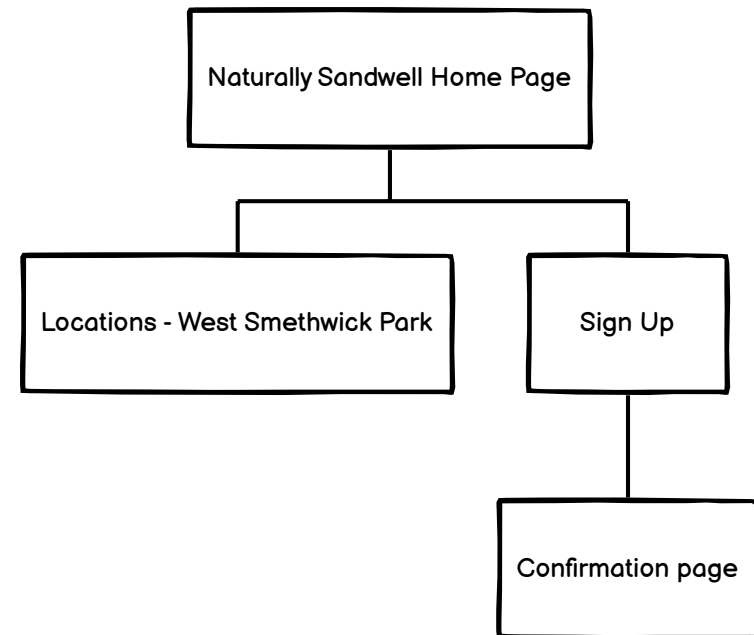 Naturally Sandwell Home Page
Locations - West Smethwick Park
Sign Up
Confirmation page